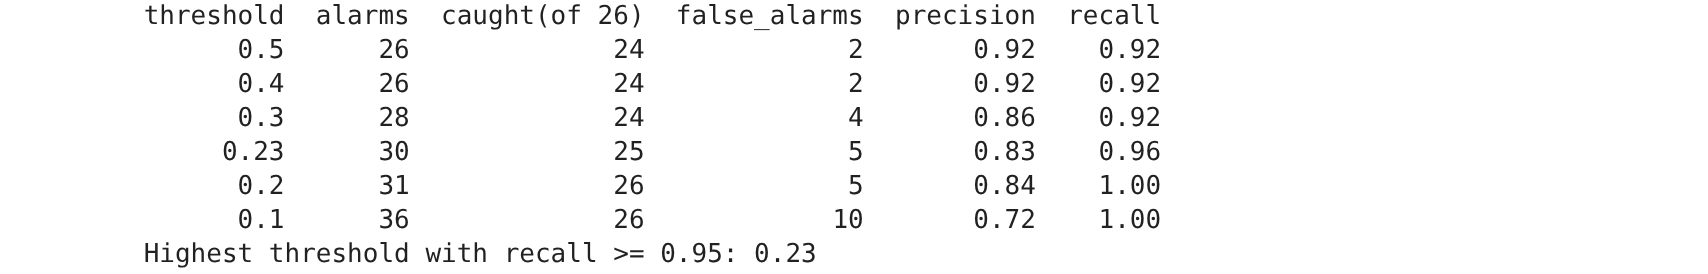 threshold  alarms  caught(of 26)  false_alarms  precision  recall
0.5      26             24             2       0.92    0.92
0.4      26             24             2       0.92    0.92
0.3      28             24             4       0.86    0.92
0.23      30             25             5       0.83    0.96
0.2      31             26             5       0.84    1.00
0.1      36             26            10       0.72    1.00
Highest threshold with recall >= 0.95: 0.23